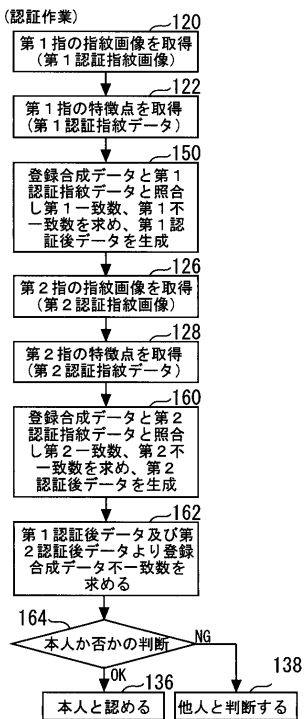 (認証作業)
120
第1指の指紋画像を取得
(第1認証指紋画像)
122
第1指の特徴点を取得
(第1認証指紋データ)
150
登録合成データと第1
認証指紋データと照合
し第1一致数、第1不
一致数を求め、第1認
証後データを生成
126
第2指の指紋画像を取得
(第2認証指紋画像)
128
第2指の特徴点を取得
(第2認証指紋データ)
160
登録合成データと第2
認証指紋データと照合
し第2一致数、第2不
一致数を求め、第2
認証後データを生成
162
第1認証後データ及び第
2認証後データより登録
合成データ不一致数を
求める
164
本人か否かの判断
NG
OK
136
138
本人と認める
他人と判断する